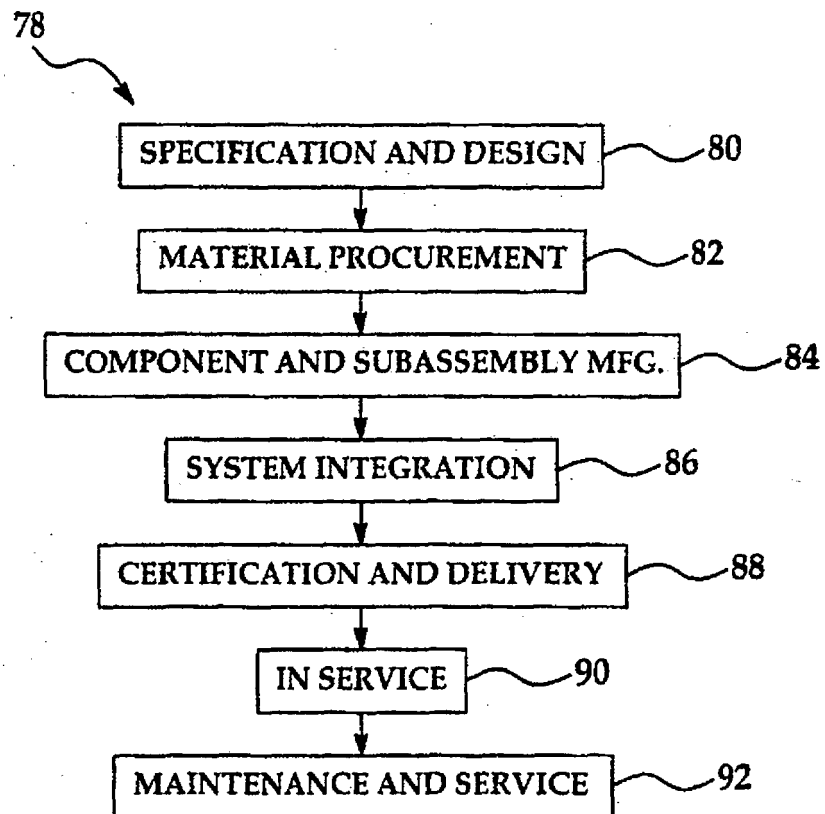 78
SPECIFICATION AND DESIGN 80
MATERIAL PROCUREMENT 82
COMPONENT AND SUBASSEMBLY MFG. 84
SYSTEM INTEGRATION 86
CERTIFICATION AND DELIVERY 88
IN SERVICE 90
MAINTENANCE AND SERVICE 92